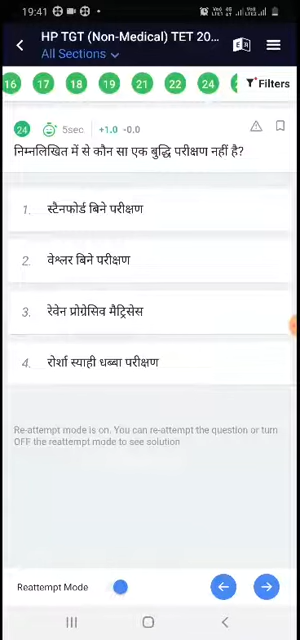 19:41
HP TGT (Non-Medical) TET 20...
All Sections
16 17 18 19 21 22 24 Filters
24 5sec +1.0 -0.0
निम्नलिखित में से कौन सा एक बुद्धि परीक्षण नहीं है?
1. स्टैनफोर्ड बिने परीक्षण
2. वेश्लर बिने परीक्षण
3. रेवेन प्रोग्रेसिव मैट्रिसेस
4. रोर्शा स्याही धब्बा परीक्षण
Re-attempt mode is on. You can re-attempt the question or turn
OFF the reattempt mode to see solution
Reattempt Mode